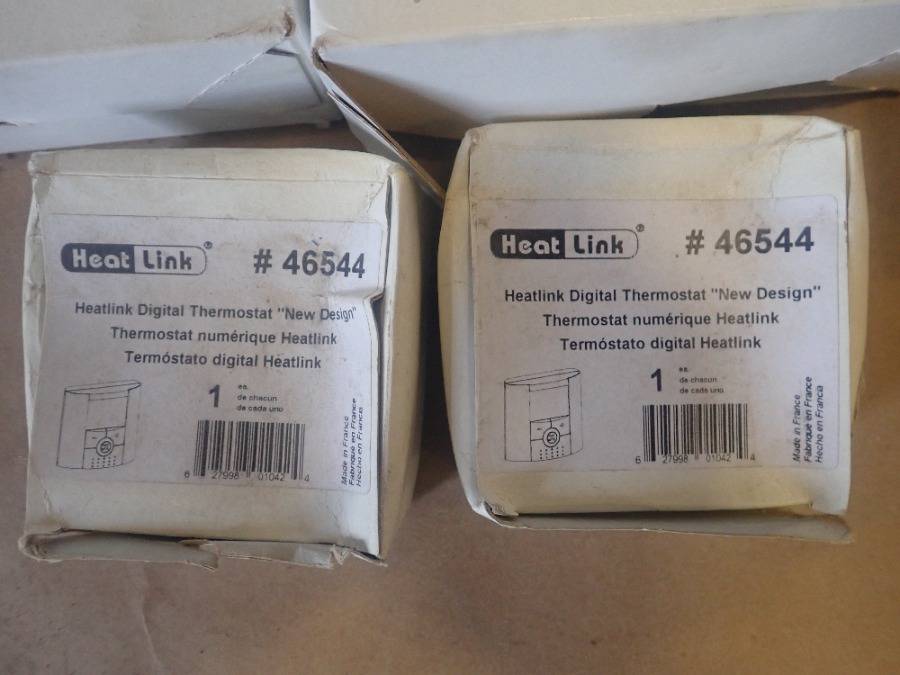 Heat Link®
# 46544
Heatlink Digital Thermostat "New Design"
Thermostat numérique Heatlink
Termóstato digital Heatlink
1 ea.
de chacun
de cada uno
6 27998 01042 4
Made in France
Fabriqué en France
Hecho en Francia
Heat Link®
# 46544
Heatlink Digital Thermostat "New Design"
Thermostat numérique Heatlink
Termóstato digital Heatlink
1 ea.
de chacun
de cada uno
6 27998 01042 4
Made in France
Fabriqué en France
Hecho en Francia